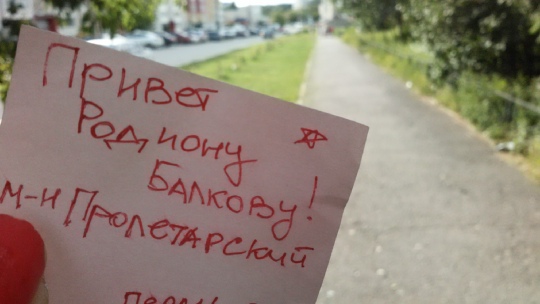 Привет
Родиону
Балкову!
м-н Пролетарский